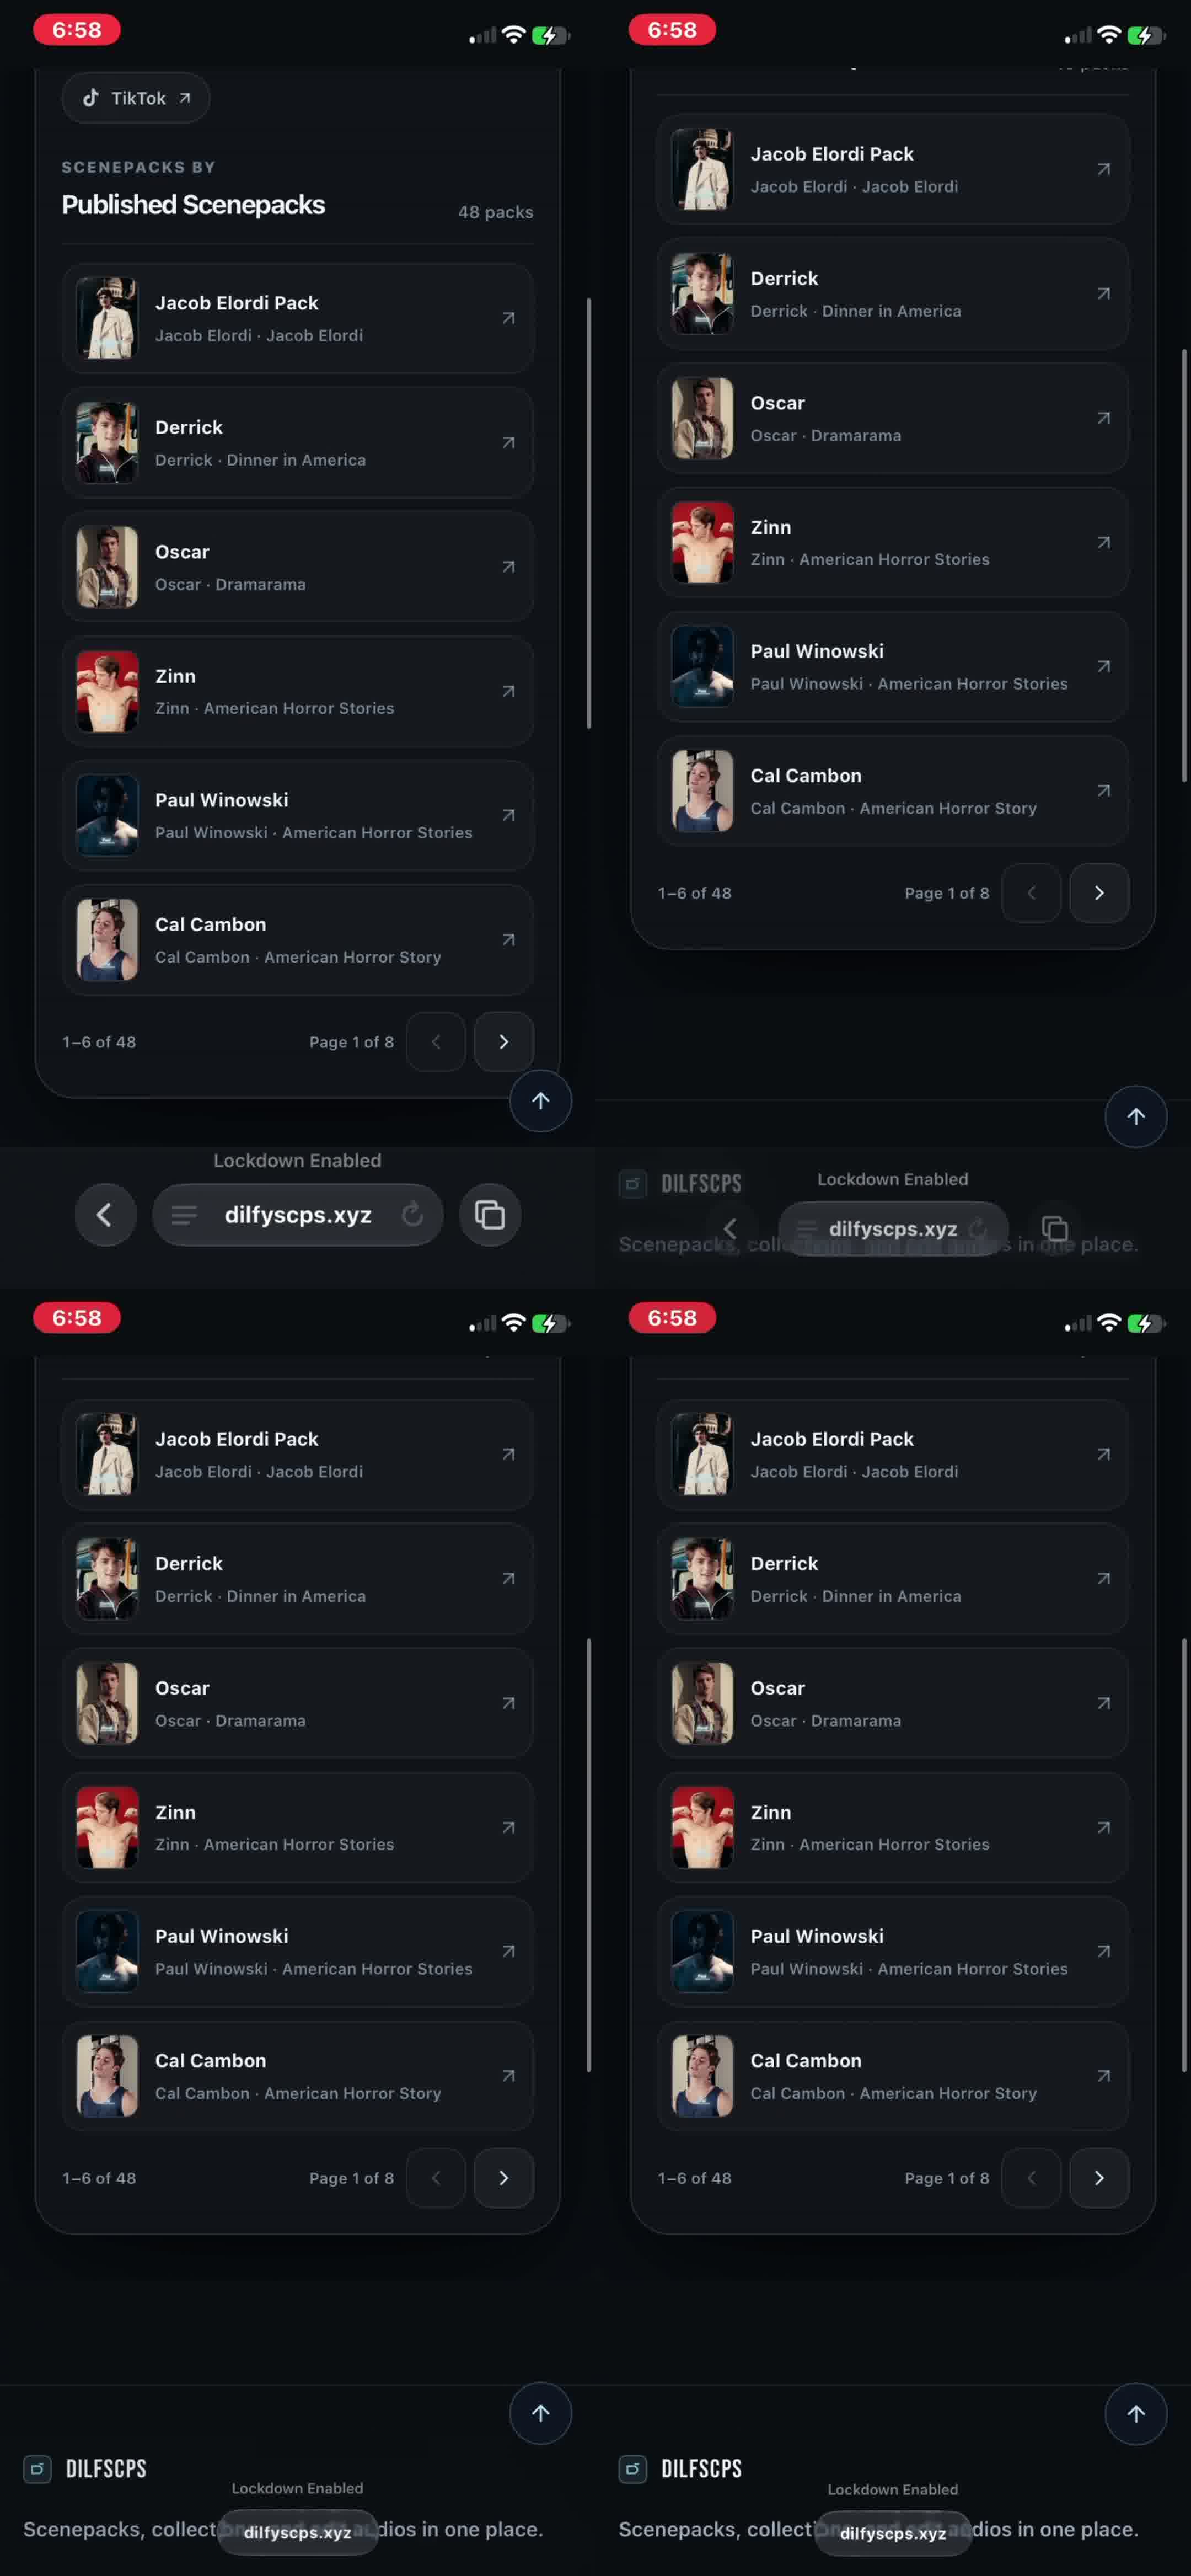 6:58
TikTok
SCENEPACKS BY
Published Scenepacks
48 packs
Jacob Elordi Pack
Jacob Elordi · Jacob Elordi
Derrick
Derrick · Dinner in America
Oscar
Oscar · Dramarama
Zinn
Zinn · American Horror Stories
Paul Winowski
Paul Winowski · American Horror Stories
Cal Cambon
Cal Cambon · American Horror Story
1–6 of 48
Page 1 of 8
Lockdown Enabled
dilfyscps.xyz
6:58
Jacob Elordi Pack
Jacob Elordi · Jacob Elordi
Derrick
Derrick · Dinner in America
Oscar
Oscar · Dramarama
Zinn
Zinn · American Horror Stories
Paul Winowski
Paul Winowski · American Horror Stories
Cal Cambon
Cal Cambon · American Horror Story
1–6 of 48
Page 1 of 8
DILFSCPS
Lockdown Enabled
dilfyscps.xyz
Scenepacks, in one place.
6:58
Jacob Elordi Pack
Jacob Elordi · Jacob Elordi
Derrick
Derrick · Dinner in America
Oscar
Oscar · Dramarama
Zinn
Zinn · American Horror Stories
Paul Winowski
Paul Winowski · American Horror Stories
Cal Cambon
Cal Cambon · American Horror Story
1–6 of 48
Page 1 of 8
DILFSCPS
Lockdown Enabled
Scenepacks, in one place.
dilfyscps.xyz
6:58
Jacob Elordi Pack
Jacob Elordi · Jacob Elordi
Derrick
Derrick · Dinner in America
Oscar
Oscar · Dramarama
Zinn
Zinn · American Horror Stories
Paul Winowski
Paul Winowski · American Horror Stories
Cal Cambon
Cal Cambon · American Horror Story
1–6 of 48
Page 1 of 8
DILFSCPS
Lockdown Enabled
Scenepacks, in one place.
dilfyscps.xyz